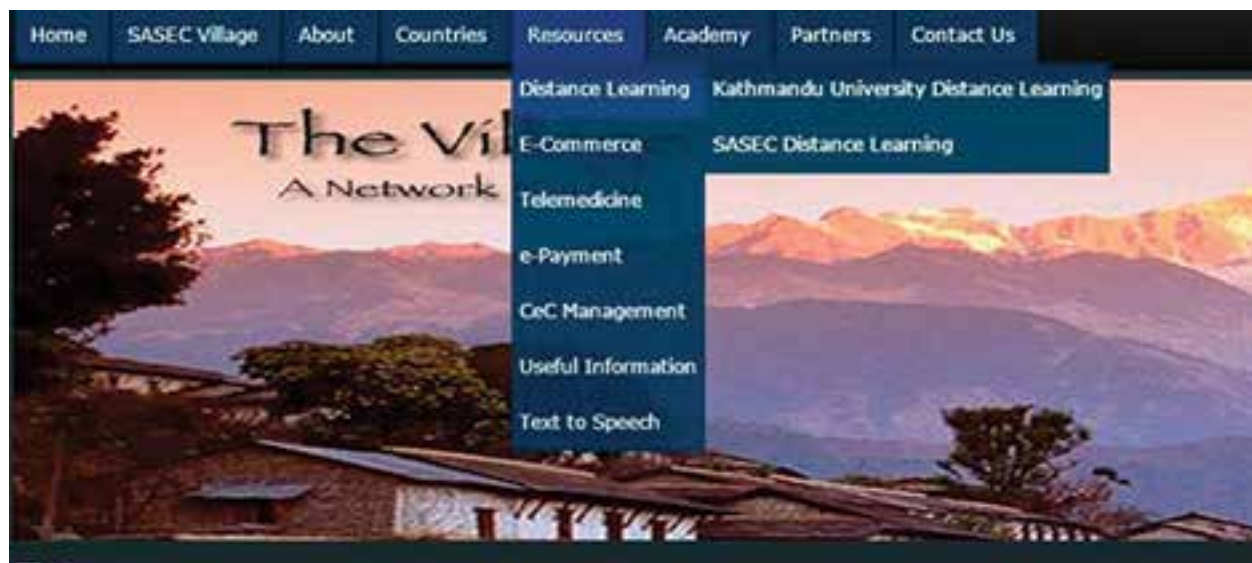 Home SASEC Village About Countries Resources Academy Partners Contact Us
Distance Learning Kathmandu University Distance Learning
The
E-Commerce SASEC Distance Learning
A Network
Telemedicine
e-Payment
CeC Management
Useful Information
Text to Speech